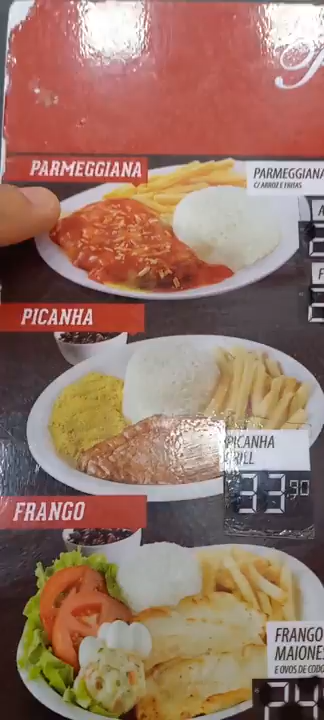 PARMEGGIANA
PARMEGGIANA
C/ ARROZ E FRITAS
PICANHA
PICANHA
GRILL
33,90
FRANGO
FRANGO
MAIONES
E OVOS DE CODO
24